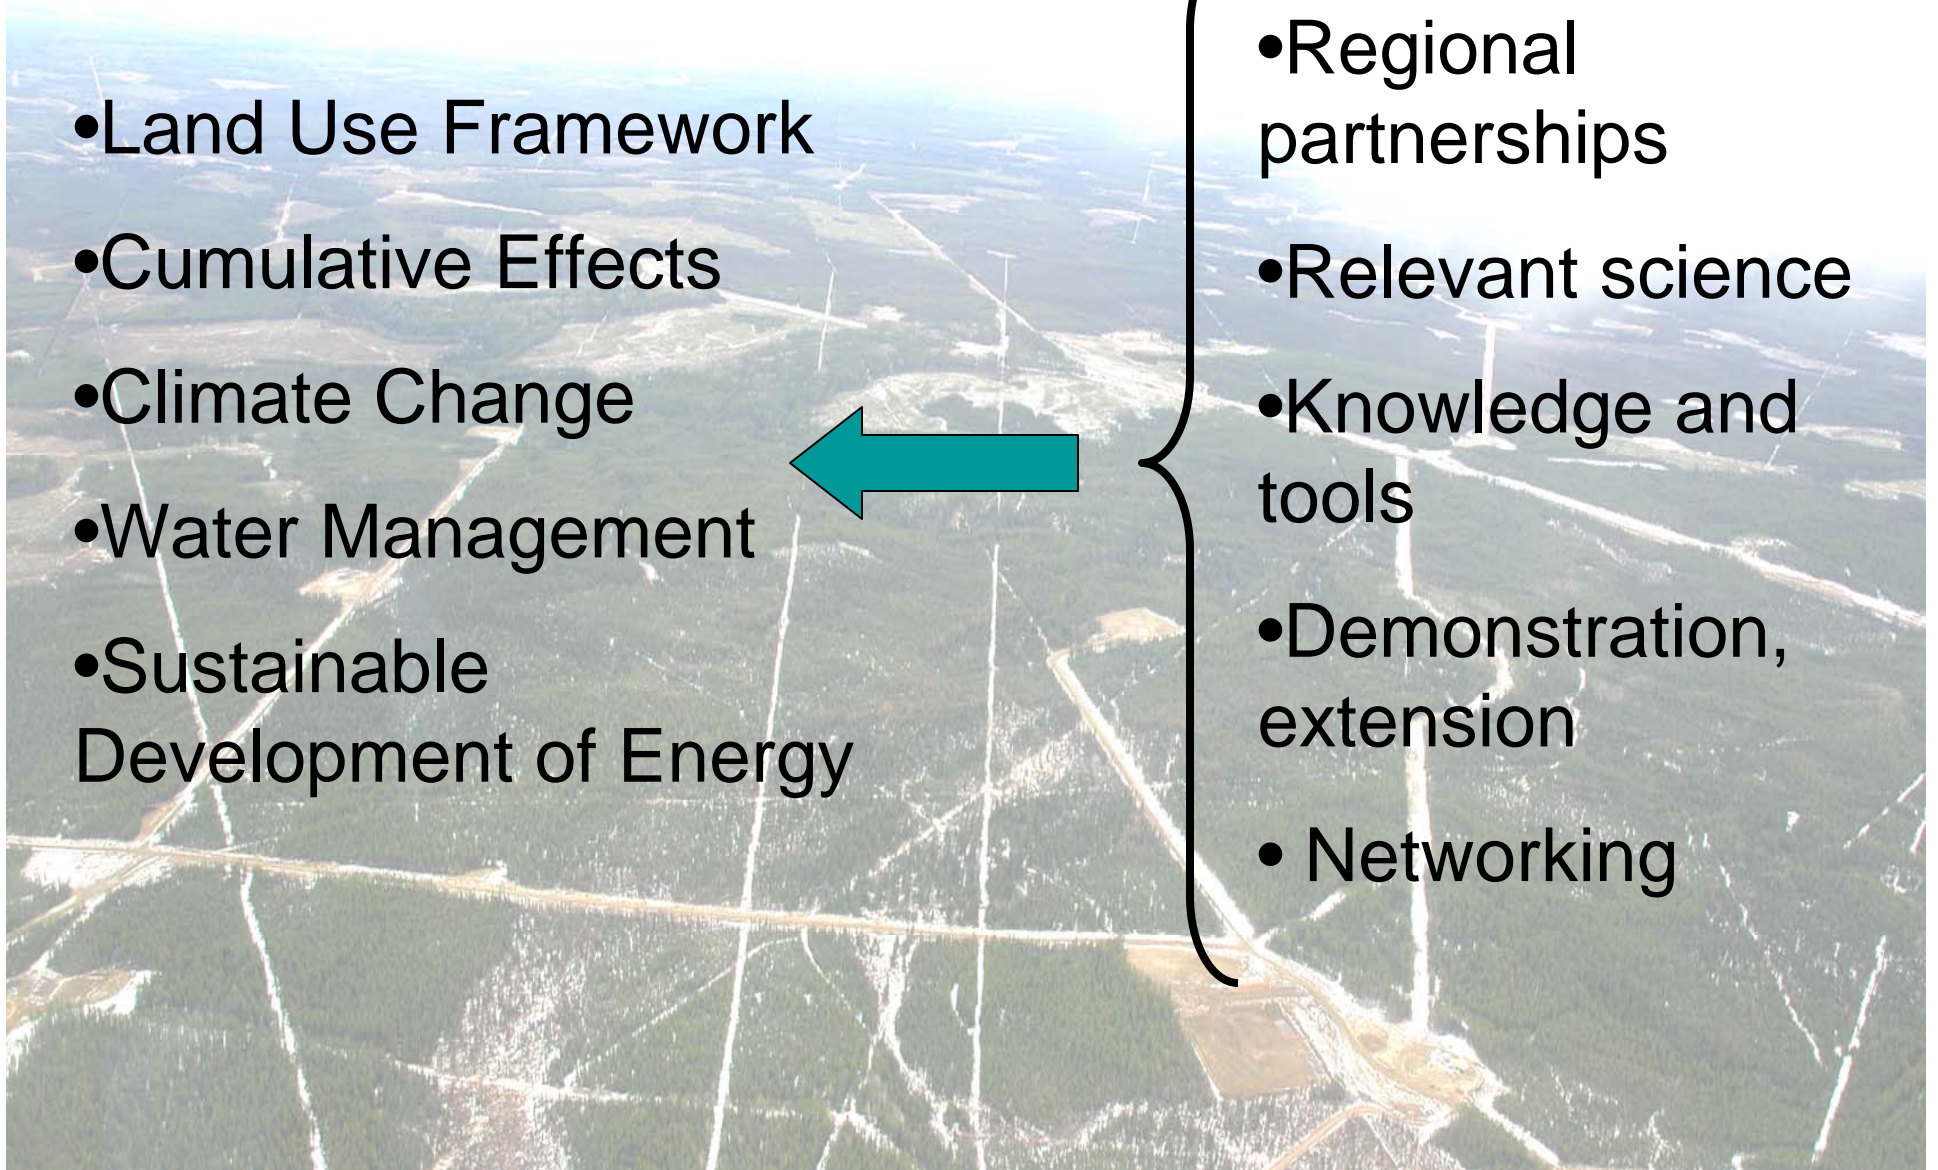 •Land Use Framework
•Cumulative Effects
•Climate Change
•Water Management
•Sustainable
Development of Energy
•Regional
partnerships
•Relevant science
•Knowledge and
tools
•Demonstration,
extension
• Networking